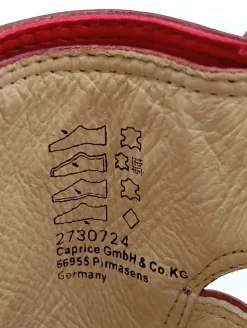 2730724
Caprice GmbH & Co.KG
66955 Pirmasens
Germany